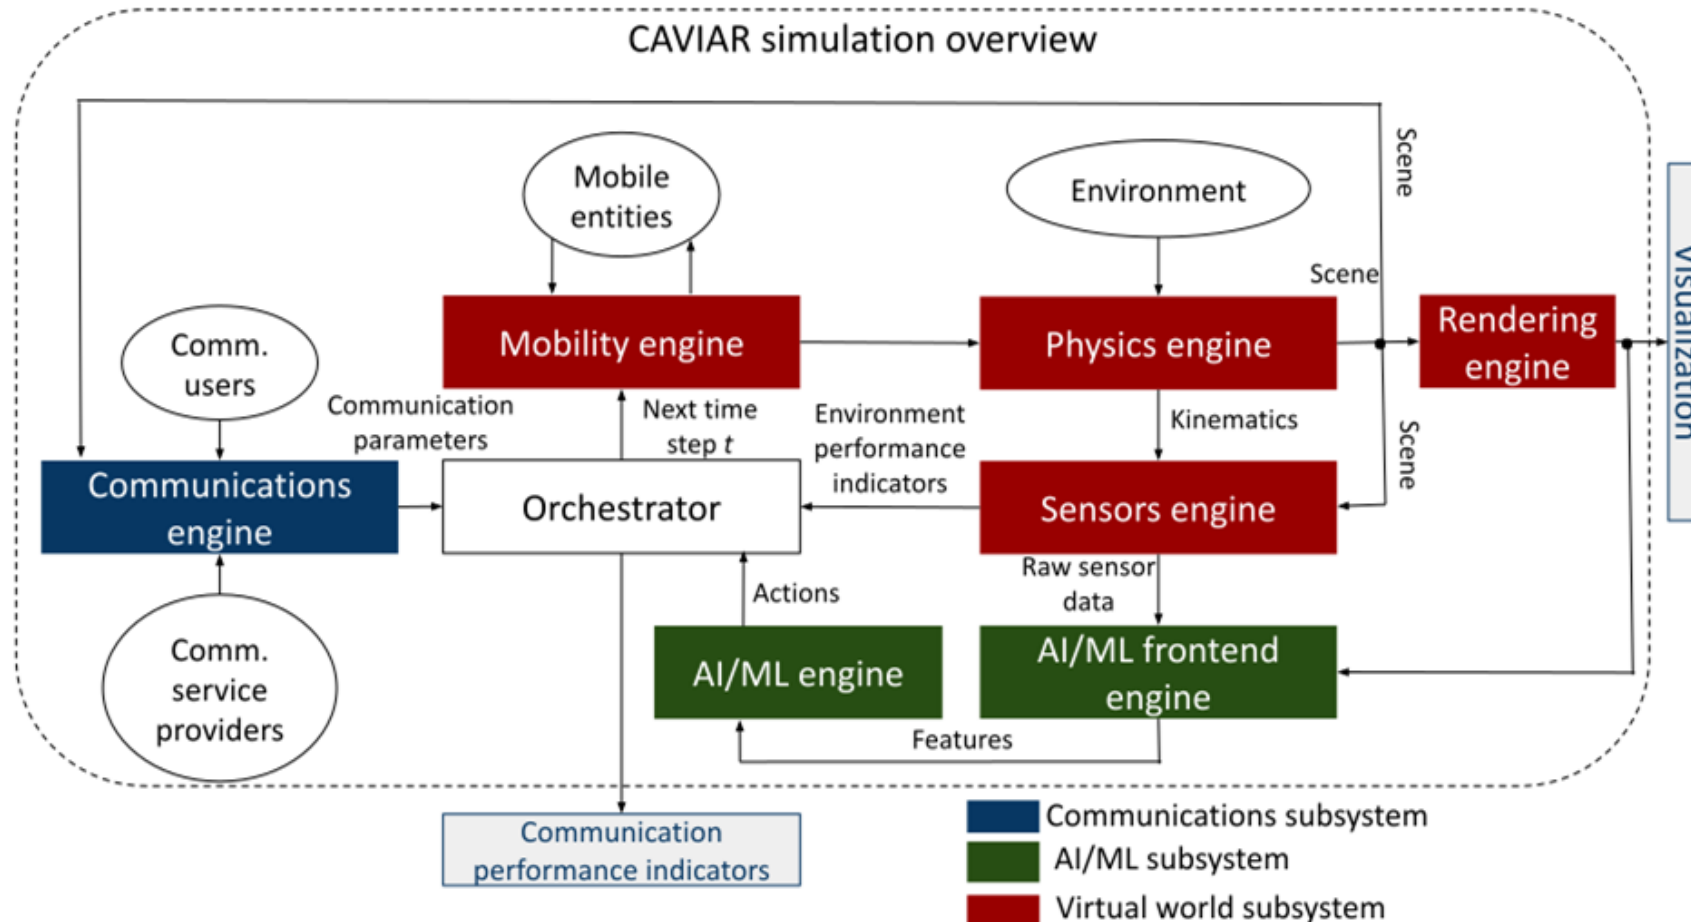 CAVIAR simulation overview
Scene
Mobile
entities
Environment
Scene
Visualization
Comm.
users
Mobility engine
Physics engine
Rendering
engine
Communication
parameters
Next time
step t
Environment
performance
indicators
Kinematics
Scene
Communications
engine
Orchestrator
Sensors engine
Raw sensor
data
Actions
Comm.
service
providers
AI/ML engine
AI/ML frontend
engine
Features
Communication
performance indicators
Communications subsystem
AI/ML subsystem
Virtual world subsystem